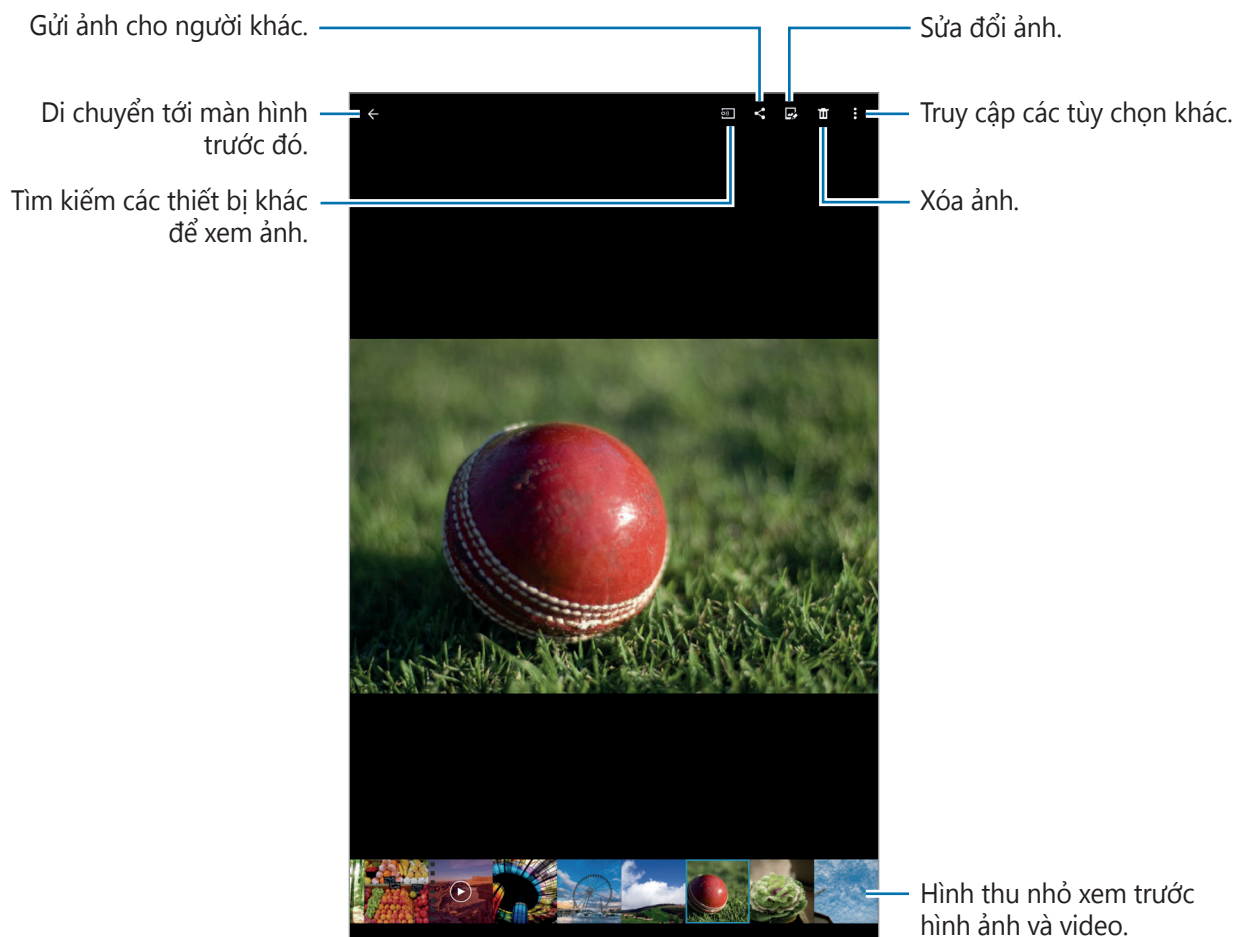 Gửi ảnh cho người khác.
Sửa đổi ảnh.
Di chuyển tới màn hình
trước đó.
Truy cập các tùy chọn khác.
Tìm kiếm các thiết bị khác
để xem ảnh.
Xóa ảnh.
Hình thu nhỏ xem trước
hình ảnh và video.